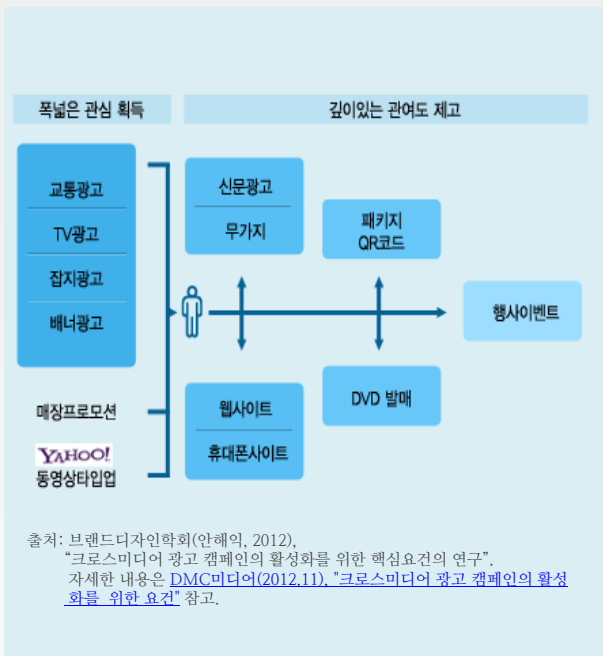 폭넓은 관심 획득
깊이있는 관여도 제고
교통광고
TV광고
잡지광고
배너광고
매장프로모션
YAHOO!
동영상타입업
신문광고
무가지
웹사이트
휴대폰사이트
패키지
QR코드
DVD 발매
행사이벤트
출처: 브랜드디자인학회(안해익, 2012),
“크로스미디어 광고 캠페인의 활성화를 위한 핵심요건의 연구”.
자세한 내용은 DMC미디어(2012.11), "크로스미디어 광고 캠페인의 활성
화를 위한 요건" 참고.